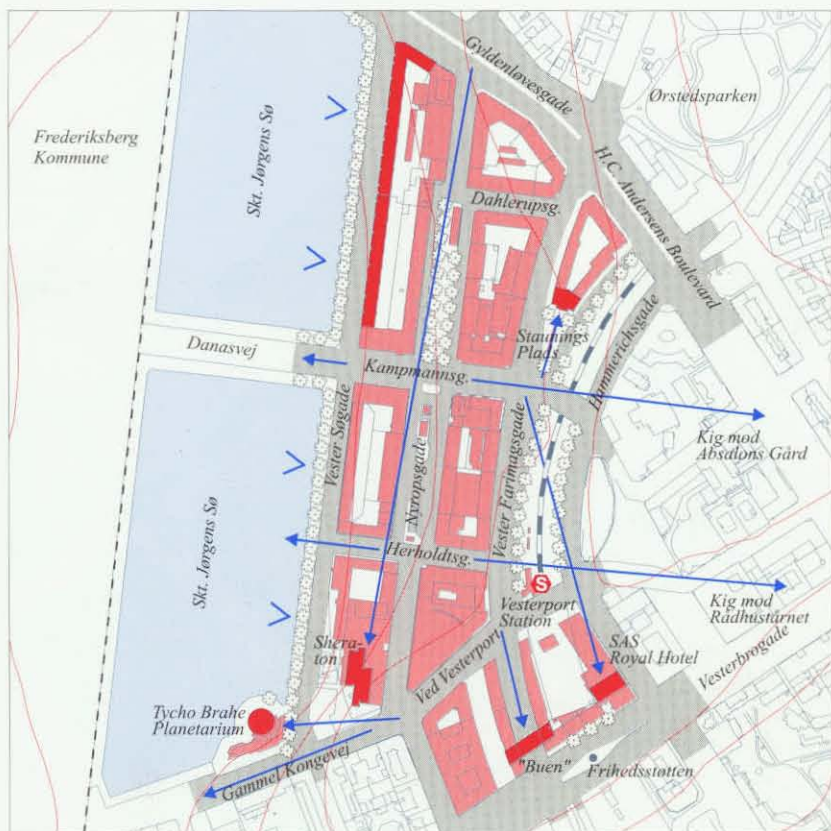 Gyldenløvesgade
Ørstedsparken
Frederiksberg
Kommune
Skt. Jørgens Sø
H.C. Andersens Boulevard
Dahlerupsg.
Staunings
Plads
Hammerichsgade
Danasvej
Kampmannsg.
Kig mod
Absalons Gård
Vester Søgade
Nyropsgade
Vester Farimagsgade
Skt. Jørgens Sø
Herholdtsg.
S
Vesterport
Station
Kig mod
Rådhustårnet
Shera-
ton
Ved Vesterport
SAS
Royal Hotel
Vesterbrogade
Tycho Brahe
Planetarium
Gammel Kongevej
"Buen"
Frihedsstøtten